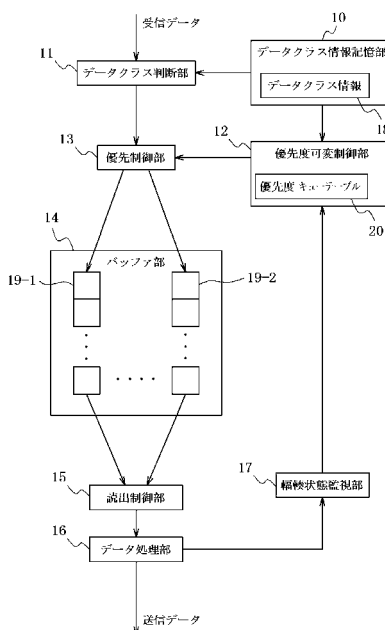 受信データ
10
11
データクラス情報記憶部
データクラス判断部
データクラス情報
18
13
12
優先制御部
優先度可変制御部
優先度 キューテーブル
20
14
バッファ部
19-1
19-2
17
15
輻輳状態監視部
読出制御部
16
データ処理部
送信データ